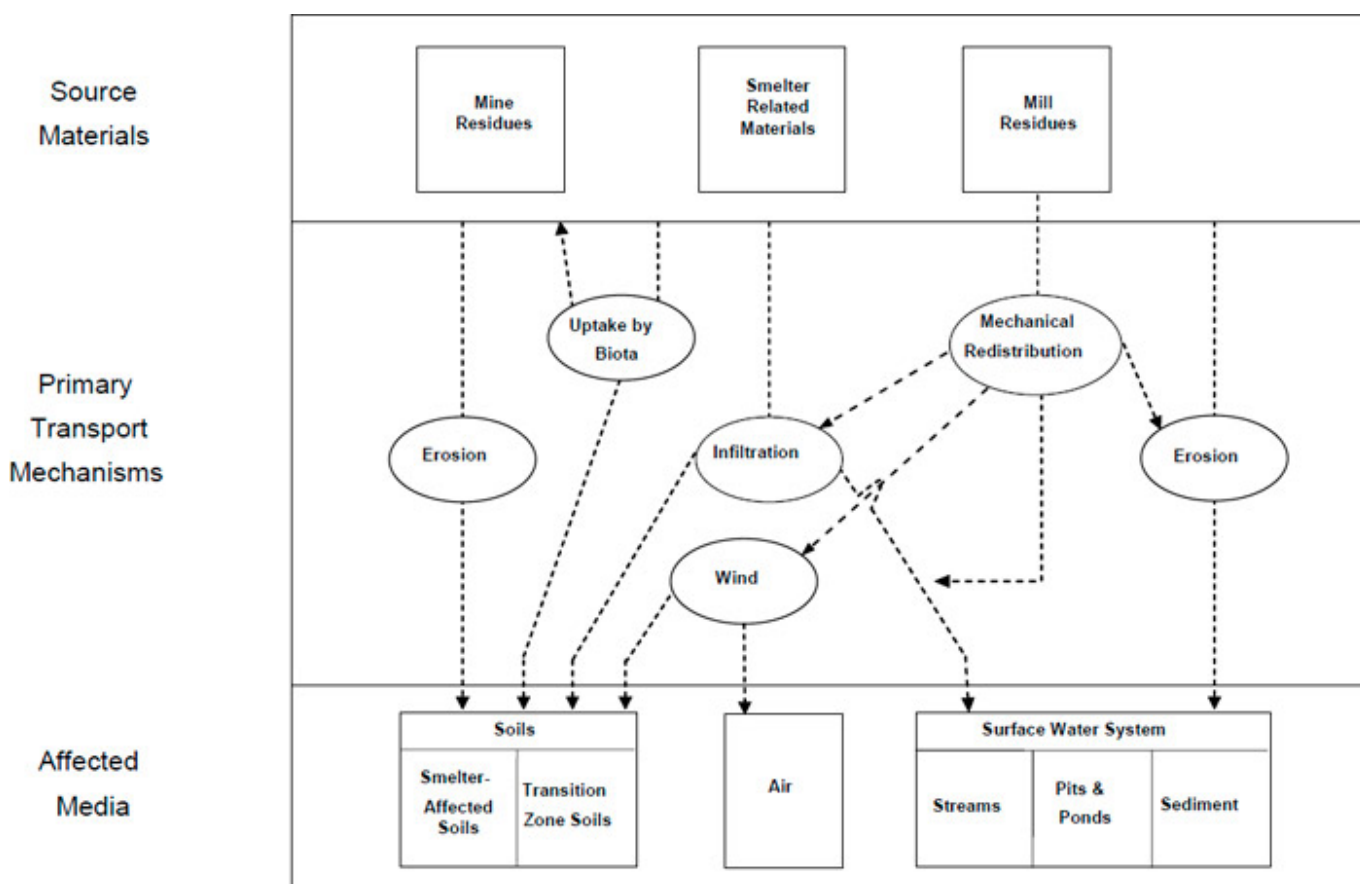 Source
Materials
Mine
Residues
Smelter
Related
Materials
Mill
Residues
Primary
Transport
Mechanisms
Uptake by
Biota
Mechanical
Redistribution
Erosion
Infiltration
Erosion
Wind
Affected
Media
Soils
Smelter-
Affected
Soils
Transition
Zone Soils
Air
Surface Water System
Streams
Pits &
Ponds
Sediment